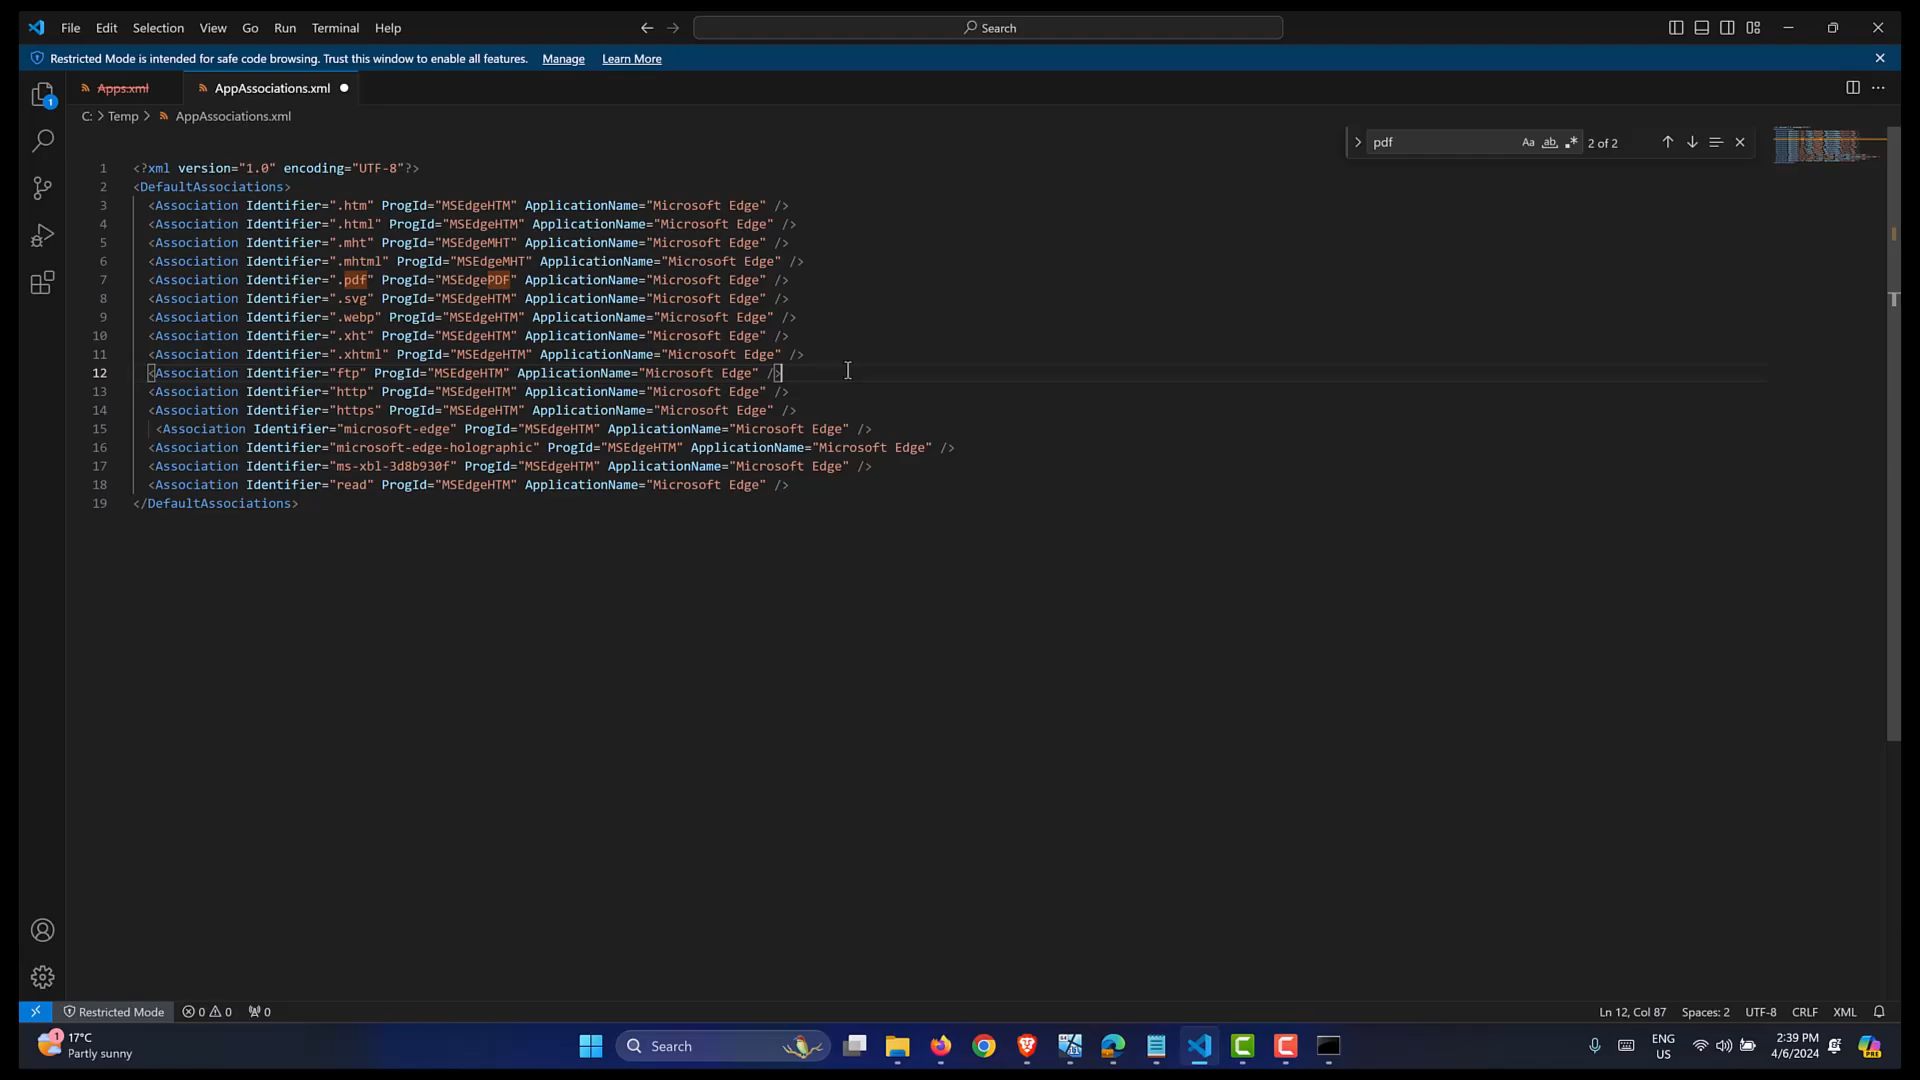 File Edit Selection View Go Run Terminal Help Search
Restricted Mode is intended for safe code browsing. Trust this window to enable all features. Manage Learn More
Apps.xml AppAssociations.xml
C: > Temp > AppAssociations.xml
pdf Aa ab 2 of 2
1 <?xml version="1.0" encoding="UTF-8"?>
2 <DefaultAssociations>
3 <Association Identifier=".htm" ProgId="MSEdgeHTM" ApplicationName="Microsoft Edge" />
4 <Association Identifier=".html" ProgId="MSEdgeHTM" ApplicationName="Microsoft Edge" />
5 <Association Identifier=".mht" ProgId="MSEdgeMHT" ApplicationName="Microsoft Edge" />
6 <Association Identifier=".mhtml" ProgId="MSEdgeMHT" ApplicationName="Microsoft Edge" />
7 <Association Identifier=".pdf" ProgId="MSEdgePDF" ApplicationName="Microsoft Edge" />
8 <Association Identifier=".svg" ProgId="MSEdgeHTM" ApplicationName="Microsoft Edge" />
9 <Association Identifier=".webp" ProgId="MSEdgeHTM" ApplicationName="Microsoft Edge" />
10 <Association Identifier=".xht" ProgId="MSEdgeHTM" ApplicationName="Microsoft Edge" />
11 <Association Identifier=".xhtml" ProgId="MSEdgeHTM" ApplicationName="Microsoft Edge" />
12 <Association Identifier="ftp" ProgId="MSEdgeHTM" ApplicationName="Microsoft Edge" />
13 <Association Identifier="http" ProgId="MSEdgeHTM" ApplicationName="Microsoft Edge" />
14 <Association Identifier="https" ProgId="MSEdgeHTM" ApplicationName="Microsoft Edge" />
15 <Association Identifier="microsoft-edge" ProgId="MSEdgeHTM" ApplicationName="Microsoft Edge" />
16 <Association Identifier="microsoft-edge-holographic" ProgId="MSEdgeHTM" ApplicationName="Microsoft Edge" />
17 <Association Identifier="ms-xbl-3d8b930f" ProgId="MSEdgeHTM" ApplicationName="Microsoft Edge" />
18 <Association Identifier="read" ProgId="MSEdgeHTM" ApplicationName="Microsoft Edge" />
19 </DefaultAssociations>
Restricted Mode 0 0 0 Ln 12, Col 87 Spaces: 2 UTF-8 CRLF XML
17°C
Partly sunny
Search
ENG
US
2:39 PM
4/6/2024